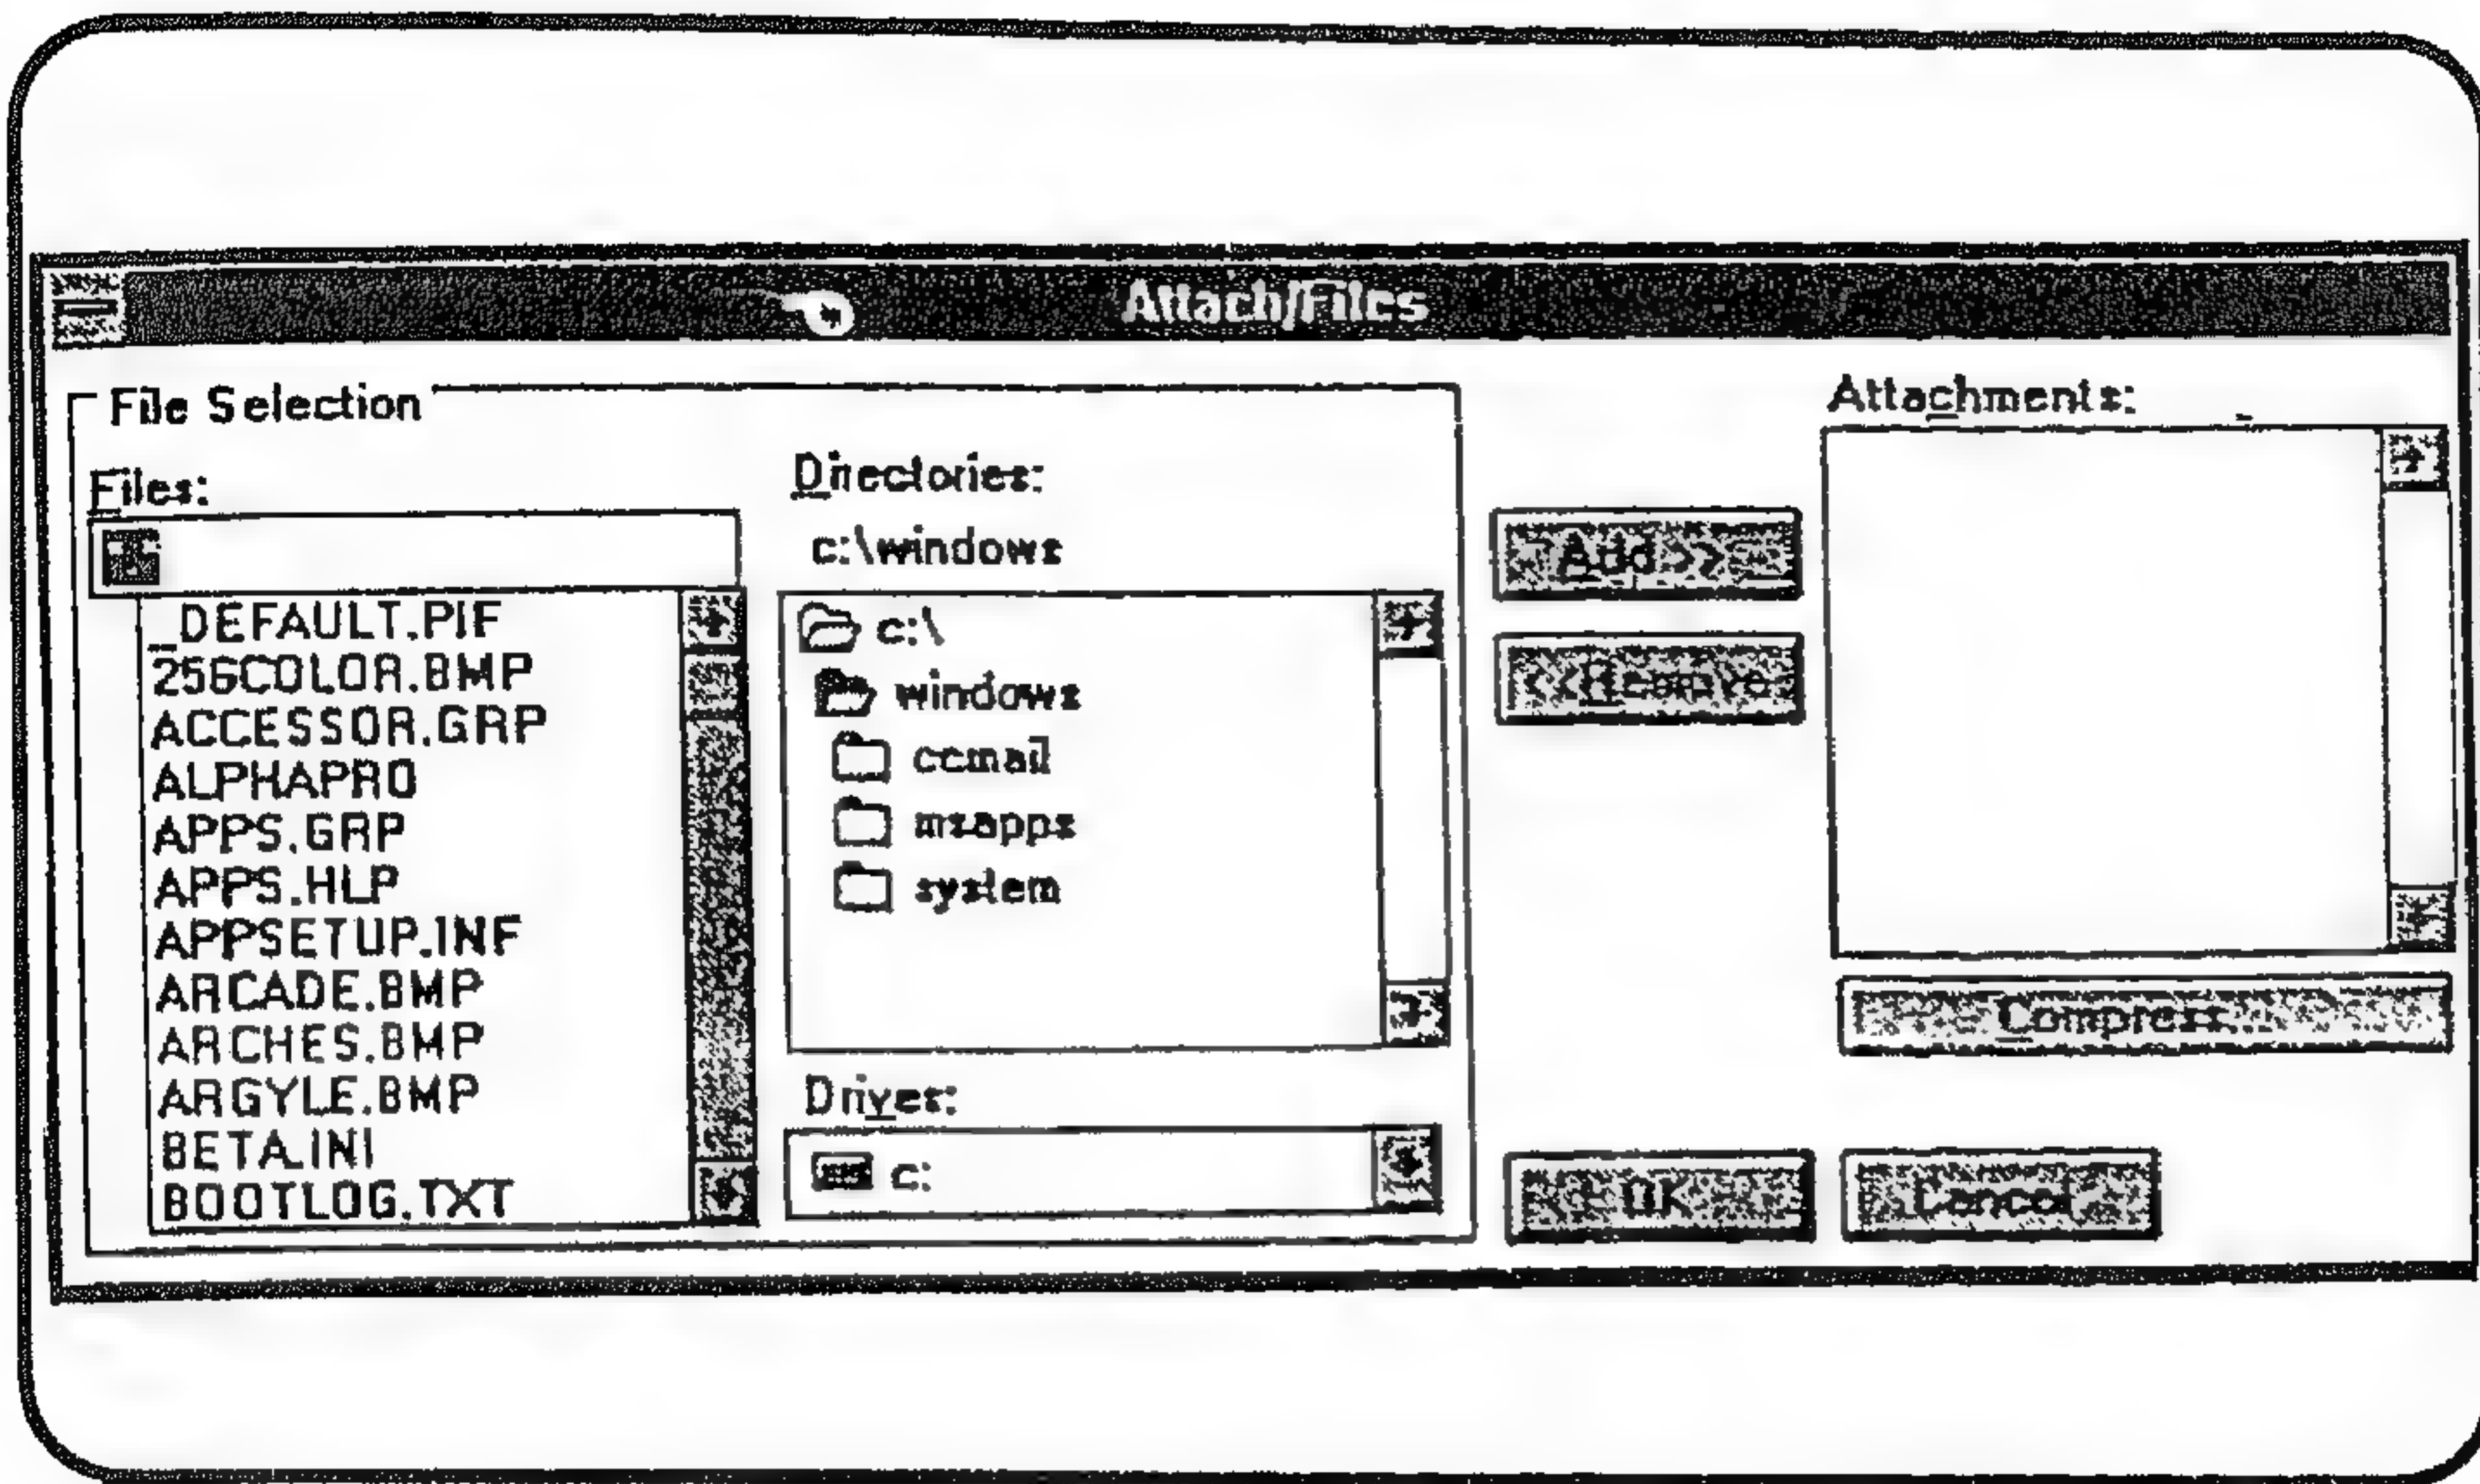 Attach/Files
File Selection
Files:
_DEFAULT.PIF
256COLOR.BMP
ACCESSOR.GRP
ALPHAPRO
APPS.GRP
APPS.HLP
APPSETUP.INF
ARCADE.BMP
ARCHES.BMP
ARGYLE.BMP
BETA.INI
BOOTLOG.TXT
Directories:
c:\windows
c:\
windows
ccmail
msapps
system
Drives:
c:
Add >>
<< Remove
Attachments:
Compress...
OK
Cancel